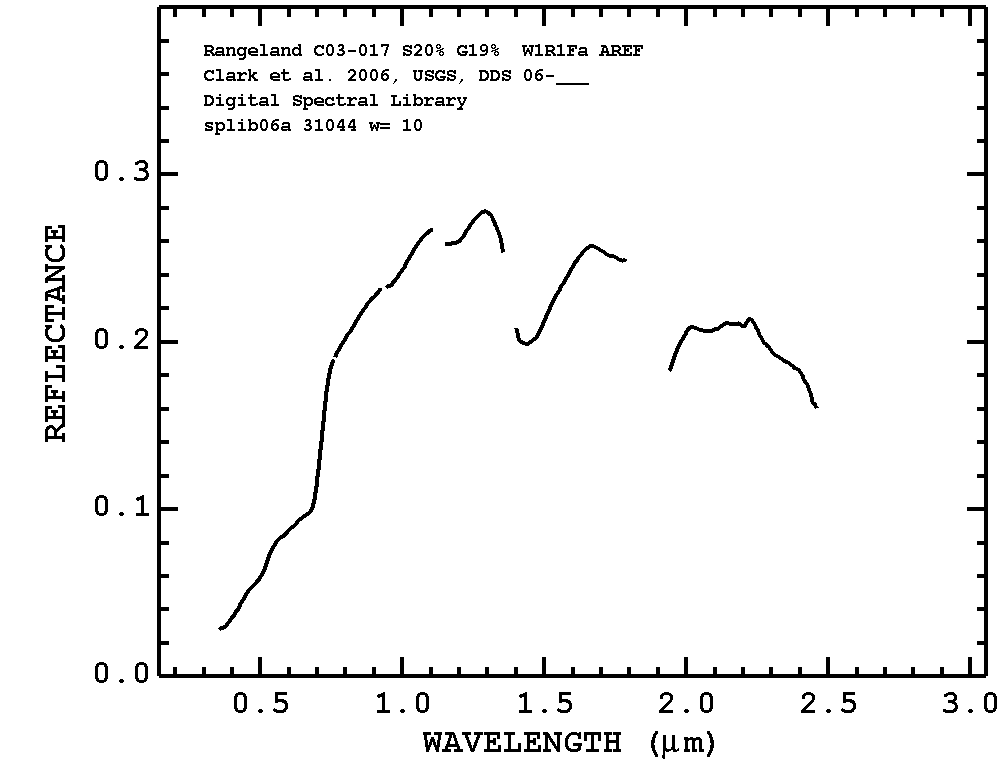 Rangeland C03-017 S20% G19% W1R1Fa AREF
Clark et al. 2006, USGS, DDS 06-___
Digital Spectral Library
splib06a 31044 w= 10
0.3
0.2
0.1
0.0
REFLECTANCE
0.5 1.0 1.5 2.0 2.5 3.0
WAVELENGTH (μm)